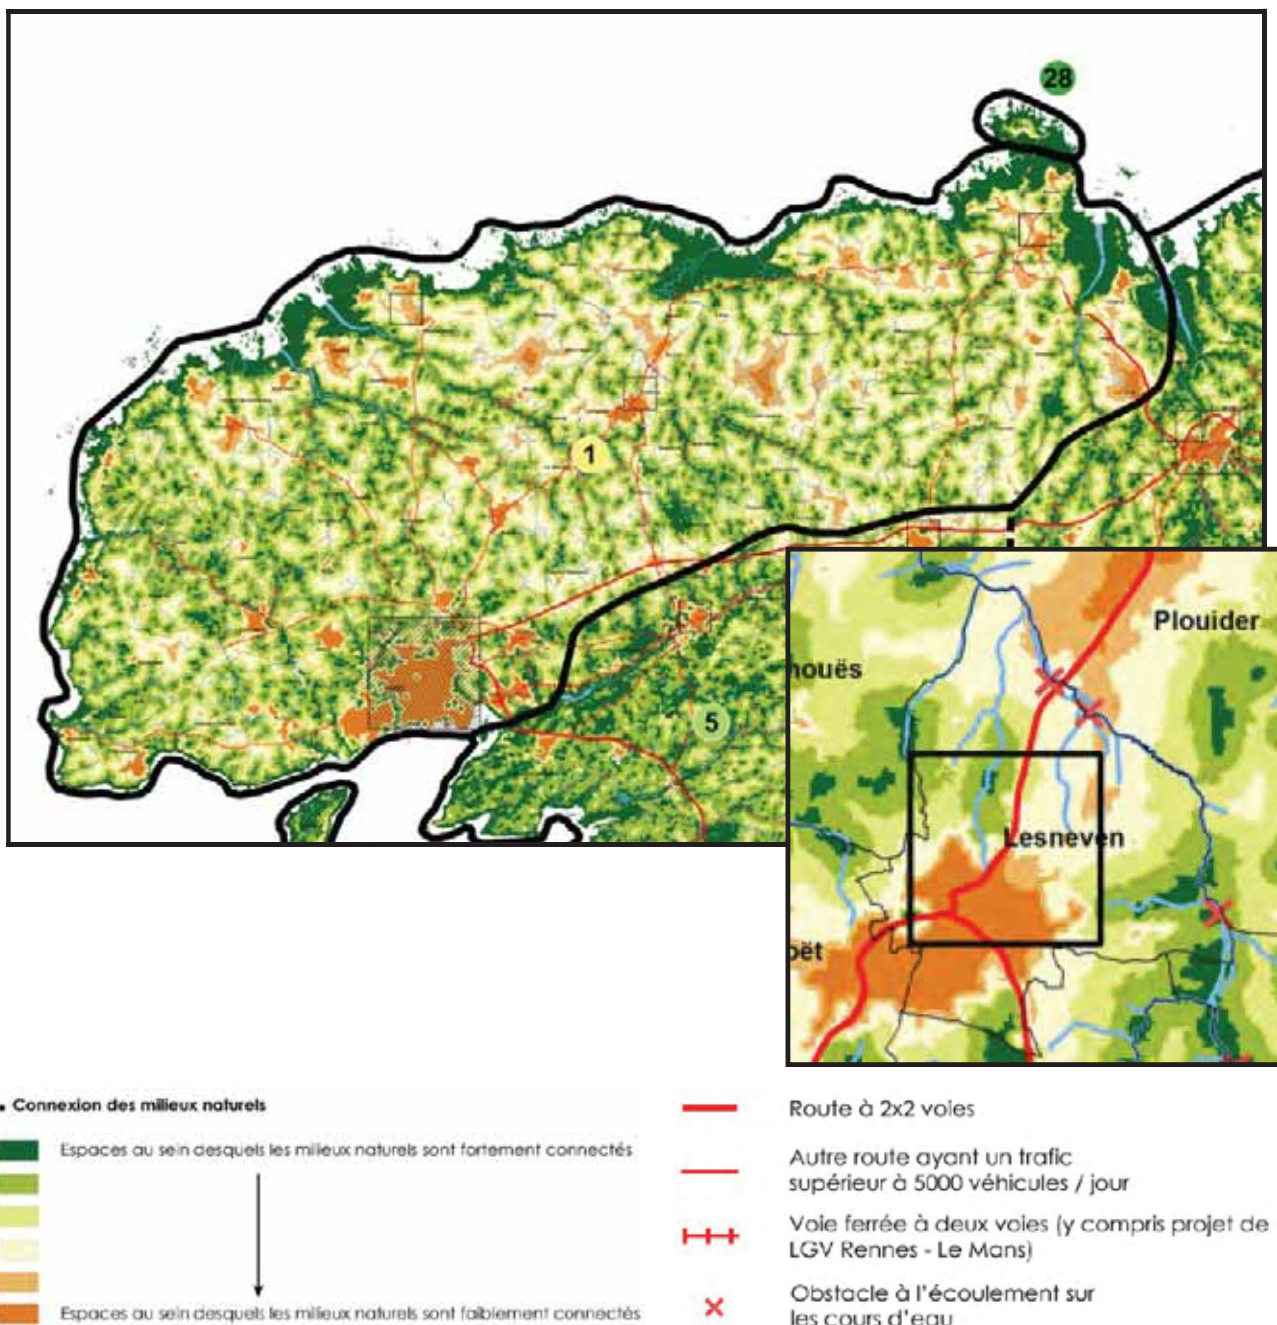 28
1
5
Plouider
nouës
Lesneven
oët
Connexion des milieux naturels
Espaces au sein desquels les milieux naturels sont fortement connectés
Espaces au sein desquels les milieux naturels sont faiblement connectés
Route à 2x2 voies
Autre route ayant un trafic
supérieur à 5000 véhicules / jour
Voie ferrée à deux voies (y compris projet de
LGV Rennes - Le Mans)
Obstacle à l'écoulement sur
les cours d'eau